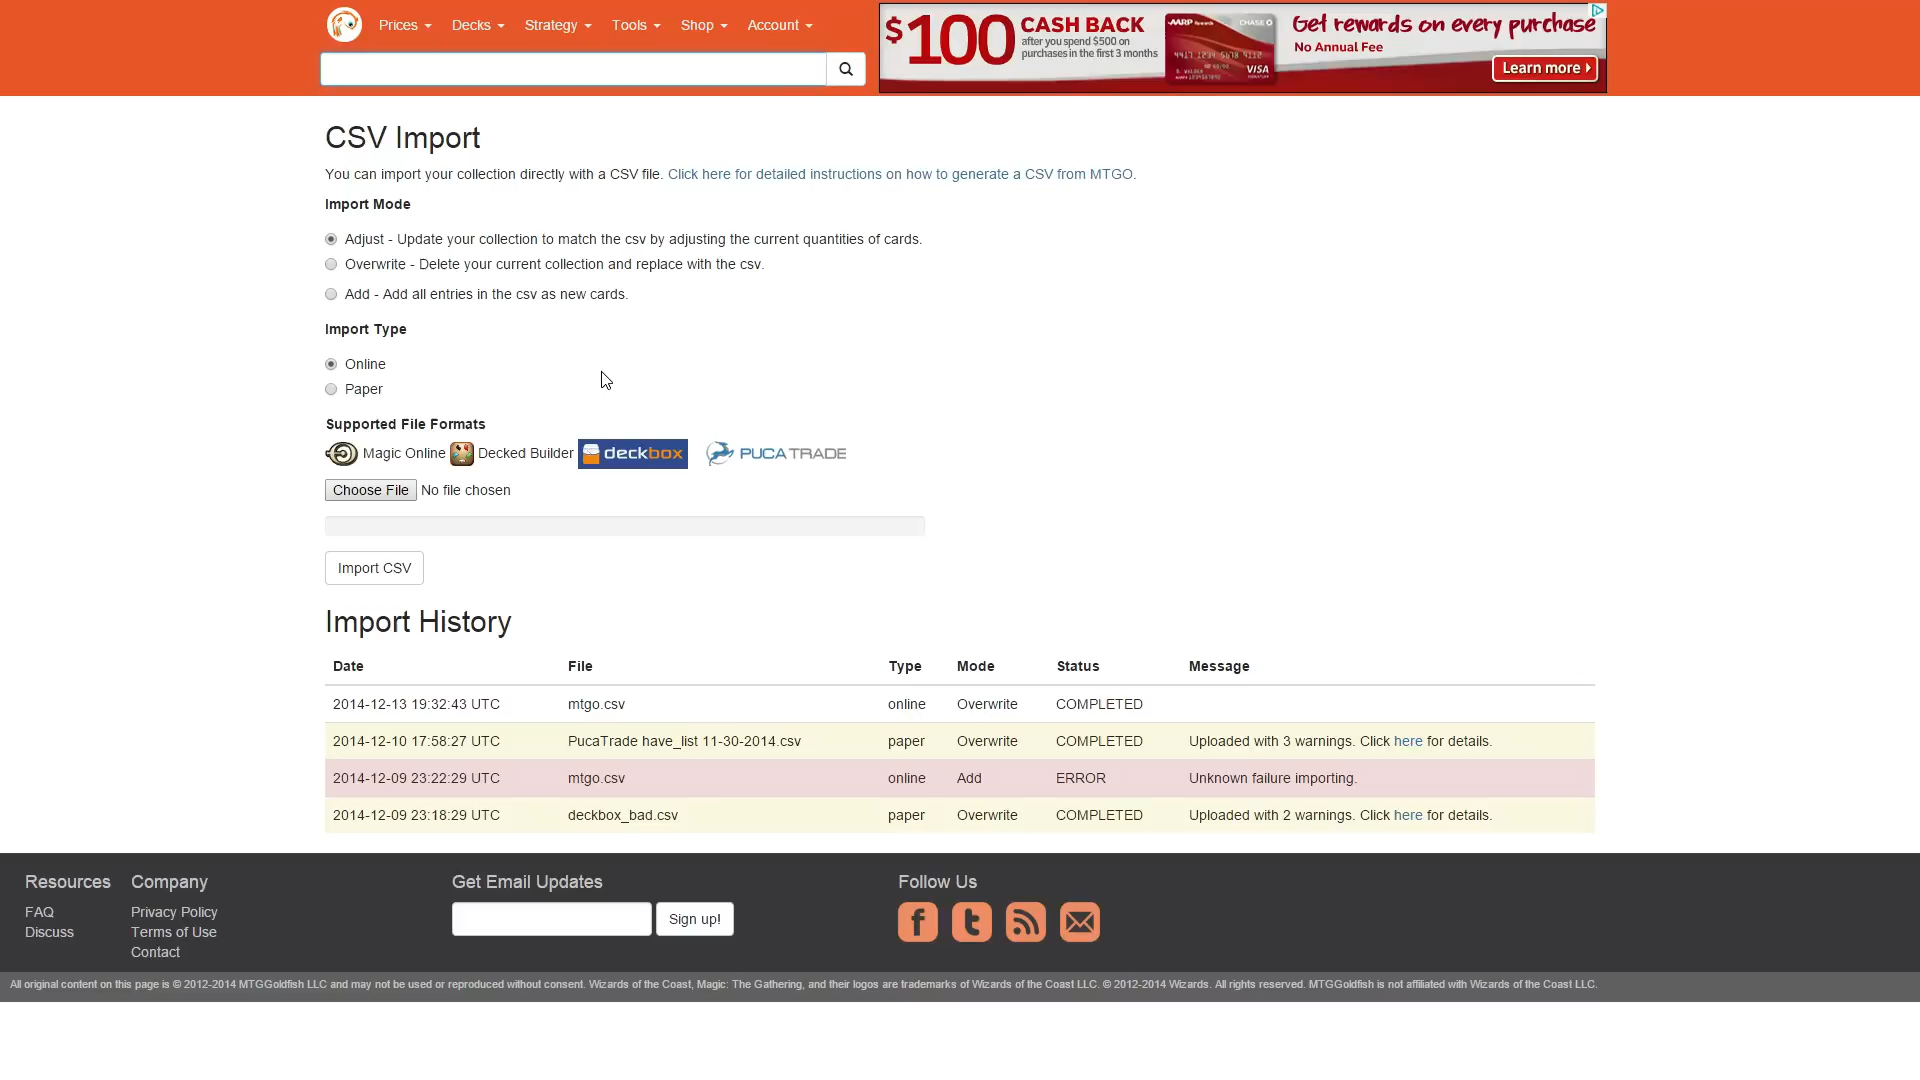 Prices Decks Strategy Tools Shop Account
$100 CASH BACK
after you spend $500 on
purchases in the first 3 months
AARP Rewards CHASE
VISA
Get rewards on every purchase
No Annual Fee
Learn more
CSV Import
You can import your collection directly with a CSV file. Click here for detailed instructions on how to generate a CSV from MTGO.
Import Mode
Adjust - Update your collection to match the csv by adjusting the current quantities of cards.
Overwrite - Delete your current collection and replace with the csv.
Add - Add all entries in the csv as new cards.
Import Type
Online
Paper
Supported File Formats
Magic Online Decked Builder deckbox PUCATRADE
Choose File No file chosen
Import CSV
Import History
Date File Type Mode Status Message
2014-12-13 19:32:43 UTC mtgo.csv online Overwrite COMPLETED
2014-12-10 17:58:27 UTC PucaTrade have_list 11-30-2014.csv paper Overwrite COMPLETED Uploaded with 3 warnings. Click here for details.
2014-12-09 23:22:29 UTC mtgo.csv online Add ERROR Unknown failure importing.
2014-12-09 23:18:29 UTC deckbox_bad.csv paper Overwrite COMPLETED Uploaded with 2 warnings. Click here for details.
Resources Company Get Email Updates Follow Us
FAQ Privacy Policy Sign up!
Discuss Terms of Use
Contact
All original content on this page is © 2012-2014 MTGGoldfish LLC and may not be used or reproduced without consent. Wizards of the Coast, Magic: The Gathering, and their logos are trademarks of Wizards of the Coast LLC. © 2012-2014 Wizards. All rights reserved. MTGGoldfish is not affiliated with Wizards of the Coast LLC.